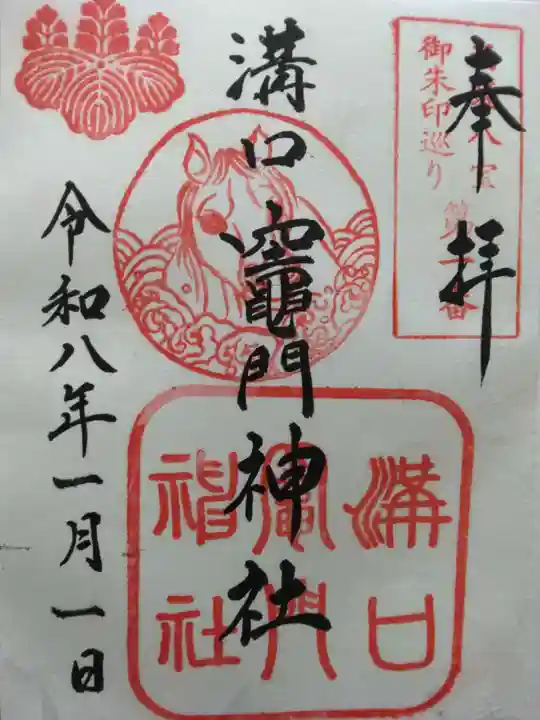 奉拝
御朱印巡り
溝口竈門神社
令和八年一月一日
溝口
竈門
神社